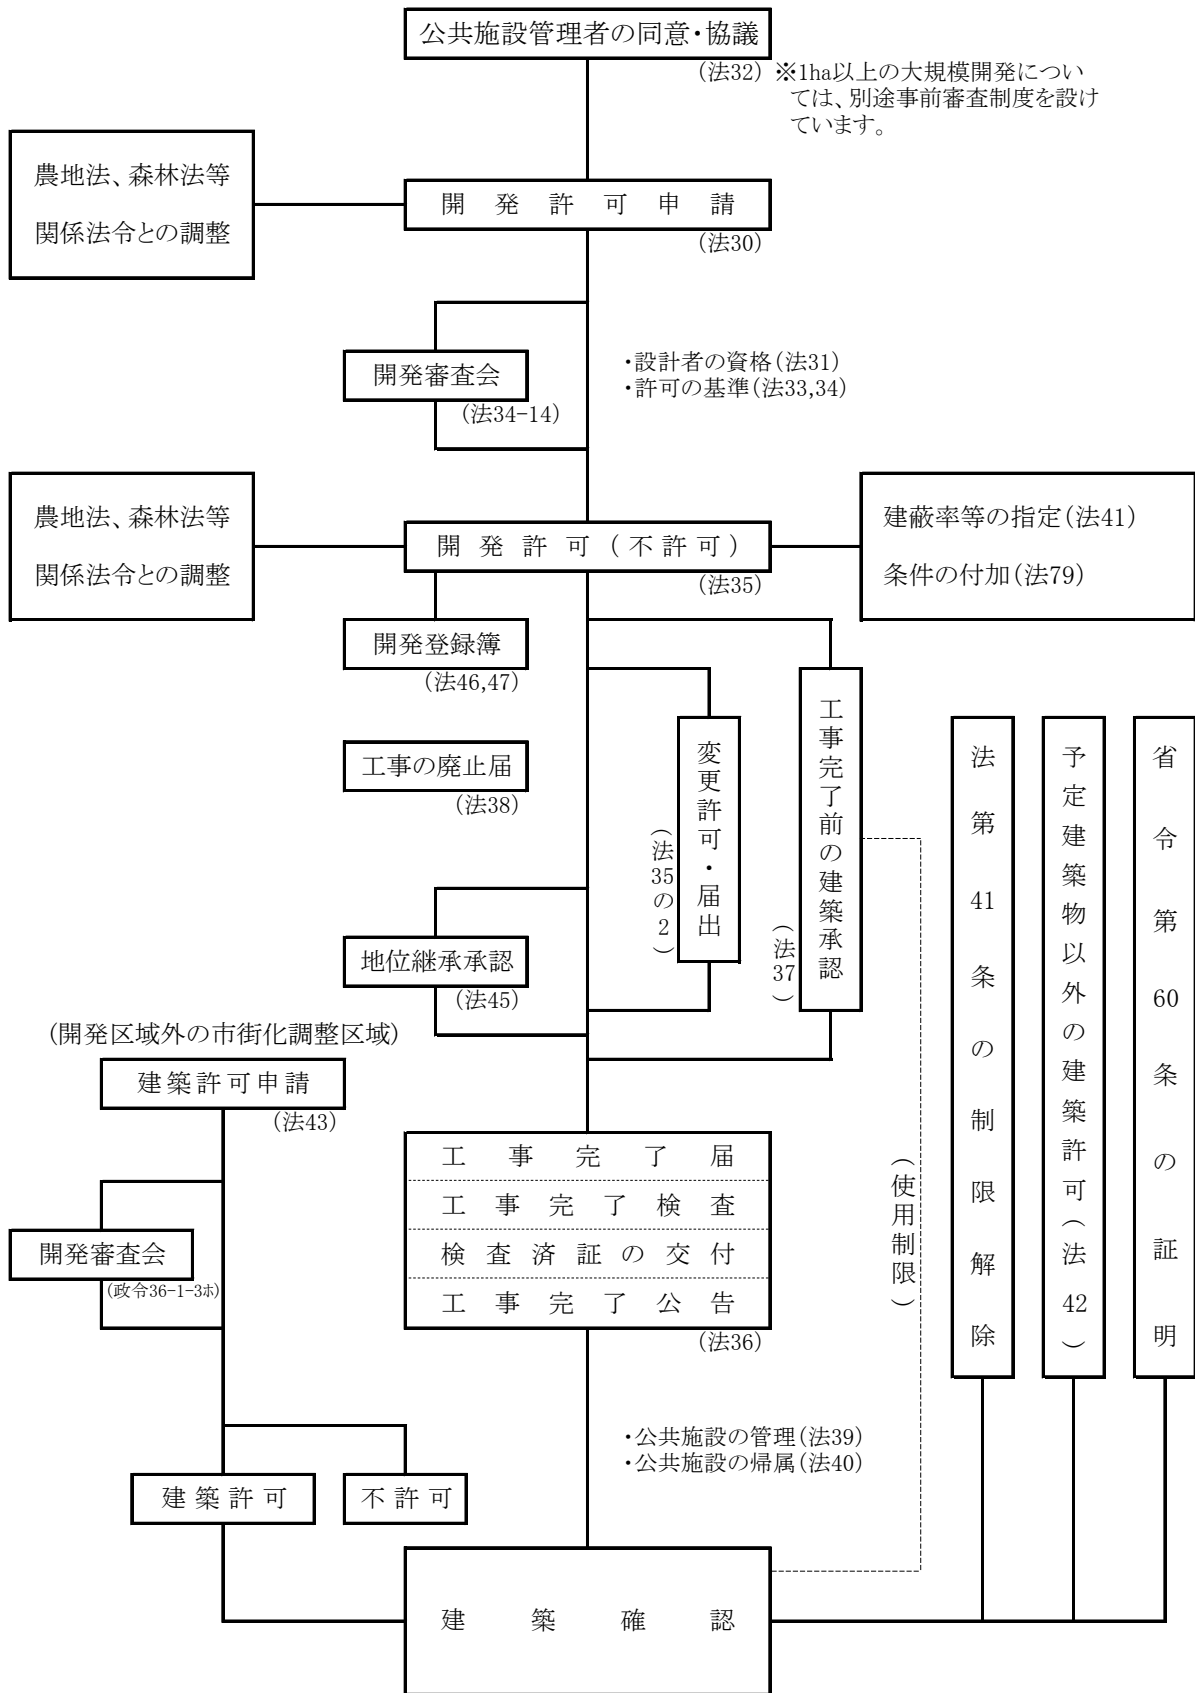 公共施設管理者の同意・協議
(法32)
※1ha以上の大規模開発につい
ては、別途事前審査制度を設け
ています。
農地法、森林法等
関係法令との調整
開発許可申請
(法30)
開発審査会
(法34-14)
・設計者の資格(法31)
・許可の基準(法33,34)
農地法、森林法等
関係法令との調整
開発許可(不許可)
(法35)
建蔽率等の指定(法41)
条件の付加(法79)
開発登録簿
(法46,47)
工事の廃止届
(法38)
変更許可・届出
(法35の2)
工事完了前の建築承認
(法37)
法第41条の制限解除
予定建築物以外の建築許可(法42)
省令第60条の証明
地位継承承認
(法45)
(開発区域外の市街化調整区域)
建築許可申請
(法43)
工事完了届
工事完了検査
検査済証の交付
工事完了公告
(法36)
(使用制限)
開発審査会
(政令36-1-3ホ)
・公共施設の管理(法39)
・公共施設の帰属(法40)
建築許可
不許可
建築確認